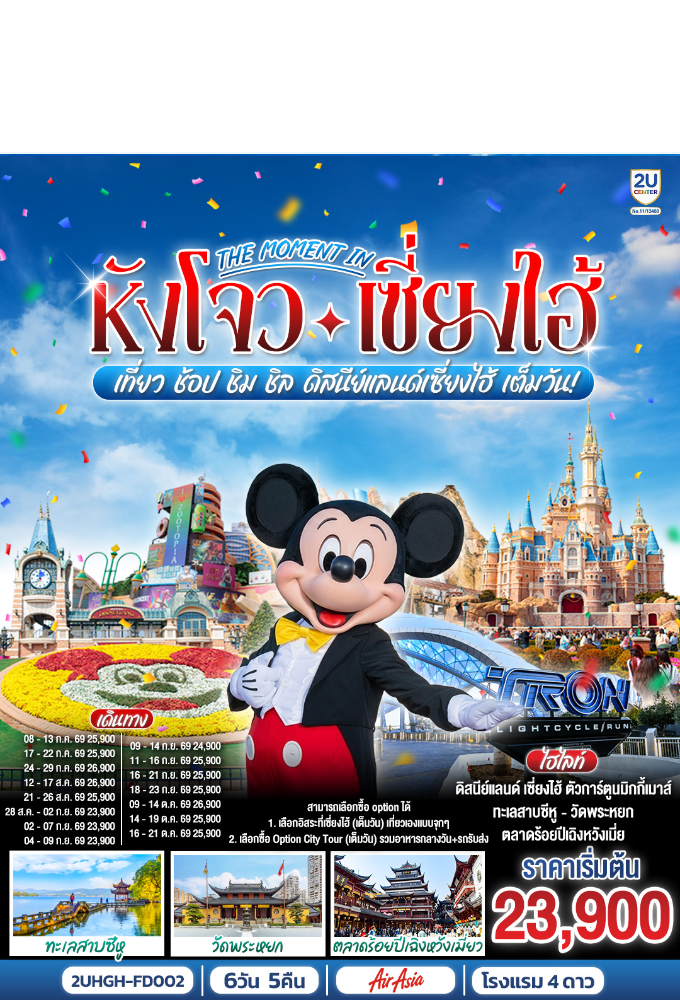 2U
CENTER
No.11/13488
THE MOMENT IN
หังโจว เซี่ยงไฮ้
เที่ยว ช้อป ชิม ชิล ดิสนีย์แลนด์เซี่ยงไฮ้ เต็มวัน!
I
ZOOTOPIA
TRON
LIGHTCYCLE/RUN
PRESENTED BY
เดินทาง
08 - 13 ก.ค. 69 25,900
17 - 22 ก.ค. 69 25,900
24 - 29 ก.ค. 69 26,900
12 - 17 ส.ค. 69 26,900
21 - 26 ส.ค. 69 25,900
28 ส.ค. - 02 ก.ย. 69 23,900
02 - 07 ก.ย. 69 23,900
04 - 09 ก.ย. 69 23,900
09 - 14 ก.ย. 69 24,900
11 - 16 ก.ย. 69 25,900
16 - 21 ก.ย. 69 25,900
18 - 23 ก.ย. 69 25,900
09 - 14 ต.ค. 69 26,900
14 - 19 ต.ค. 69 25,900
16 - 21 ต.ค. 69 25,900
สามารถเลือกซื้อ option ได้
1. เลือกอิสระที่เซี่ยงไฮ้ (เต็มวัน) เที่ยวเองแบบจุกๆ
2. เลือกซื้อ Option City Tour (เต็มวัน) รวมอาหารกลางวัน+รถรับส่ง
ไฮไลท์
ดิสนีย์แลนด์ เซี่ยงไฮ้ ตัวการ์ตูนมิกกี้เมาส์
ทะเลสาบซีหู - วัดพระหยก
ตลาดร้อยปีเฉิงหวังเมี่ย
ราคาเริ่มต้น
23,900
ทะเลสาบซีหู
วัดพระหยก
ตลาดร้อยปีเฉิงหวังเมี่ยว
2UHGH-FD002
6วัน 5คืน
AirAsia
โรงแรม 4 ดาว